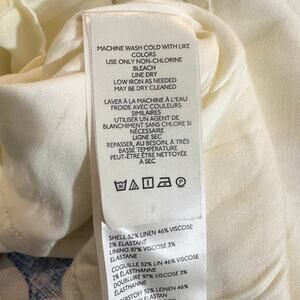 MACHINE WASH COLD WITH LIKE
COLORS
USE ONLY NON-CHLORINE
BLEACH
LINE DRY
LOW IRON AS NEEDED
MAY BE DRY CLEANED
LAVER À LA MACHINE À L'EAU
FROIDE AVEC COULEURS
SIMILAIRES
UTILISER UN AGENT DE
BLANCHIMENT SANS CHLORE SI
NÉCESSAIRE
LIGNE SEC
REPASSER, AU BESOIN, À TRÈS
BASSE TEMPÉRATURE
PEUT-ÊTRE ÊTRE NETTOYÉE
À SEC
SHELL 52% LINEN 46% VISCOSE
2% ELASTANE
LINING 97% VISCOSE 3%
ELASTANE
COQUILLE 52% LIN 46% VISCOSE
2% ÉLASTHANNE
DOUBLURE 97% VISCOSE 3%
ÉLASTHANNE
52% LEINEN 46%